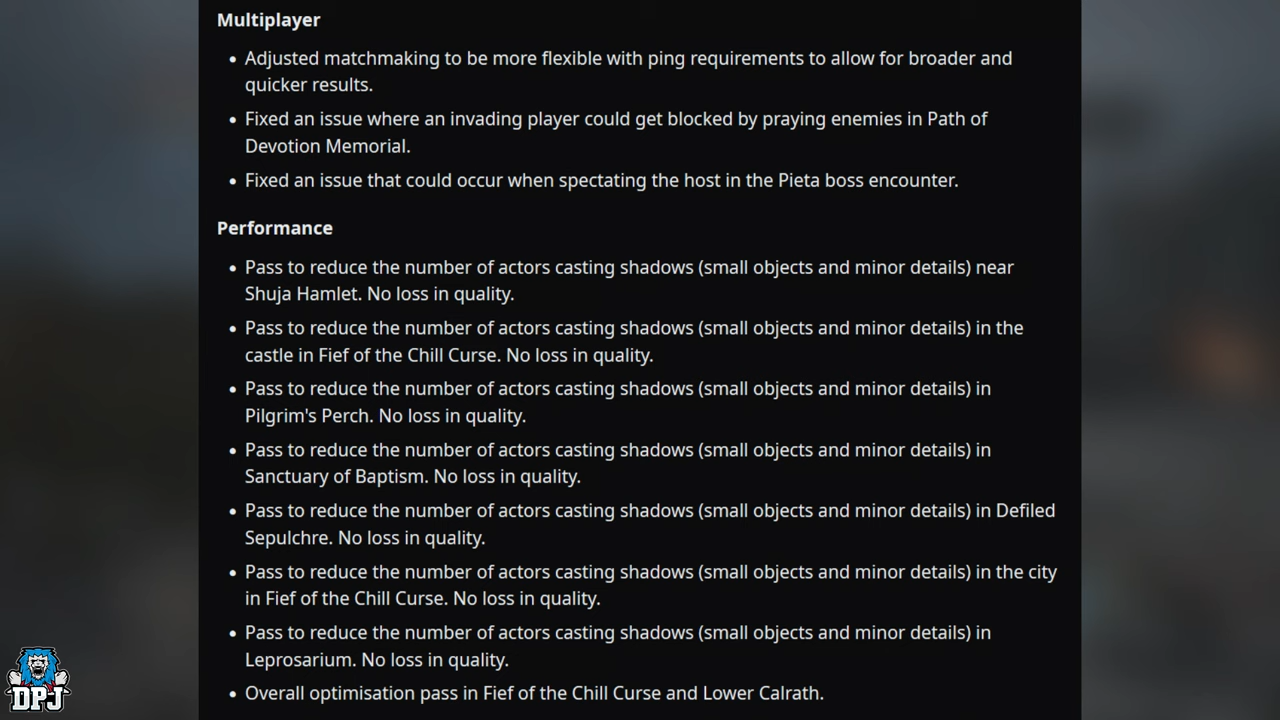 Multiplayer
• Adjusted matchmaking to be more flexible with ping requirements to allow for broader and
quicker results.
• Fixed an issue where an invading player could get blocked by praying enemies in Path of
Devotion Memorial.
• Fixed an issue that could occur when spectating the host in the Pieta boss encounter.
Performance
• Pass to reduce the number of actors casting shadows (small objects and minor details) near
Shuja Hamlet. No loss in quality.
• Pass to reduce the number of actors casting shadows (small objects and minor details) in the
castle in Fief of the Chill Curse. No loss in quality.
• Pass to reduce the number of actors casting shadows (small objects and minor details) in
Pilgrim's Perch. No loss in quality.
• Pass to reduce the number of actors casting shadows (small objects and minor details) in
Sanctuary of Baptism. No loss in quality.
• Pass to reduce the number of actors casting shadows (small objects and minor details) in Defiled
Sepulchre. No loss in quality.
• Pass to reduce the number of actors casting shadows (small objects and minor details) in the city
in Fief of the Chill Curse. No loss in quality.
• Pass to reduce the number of actors casting shadows (small objects and minor details) in
Leprosarium. No loss in quality.
• Overall optimisation pass in Fief of the Chill Curse and Lower Calrath.
DPJ